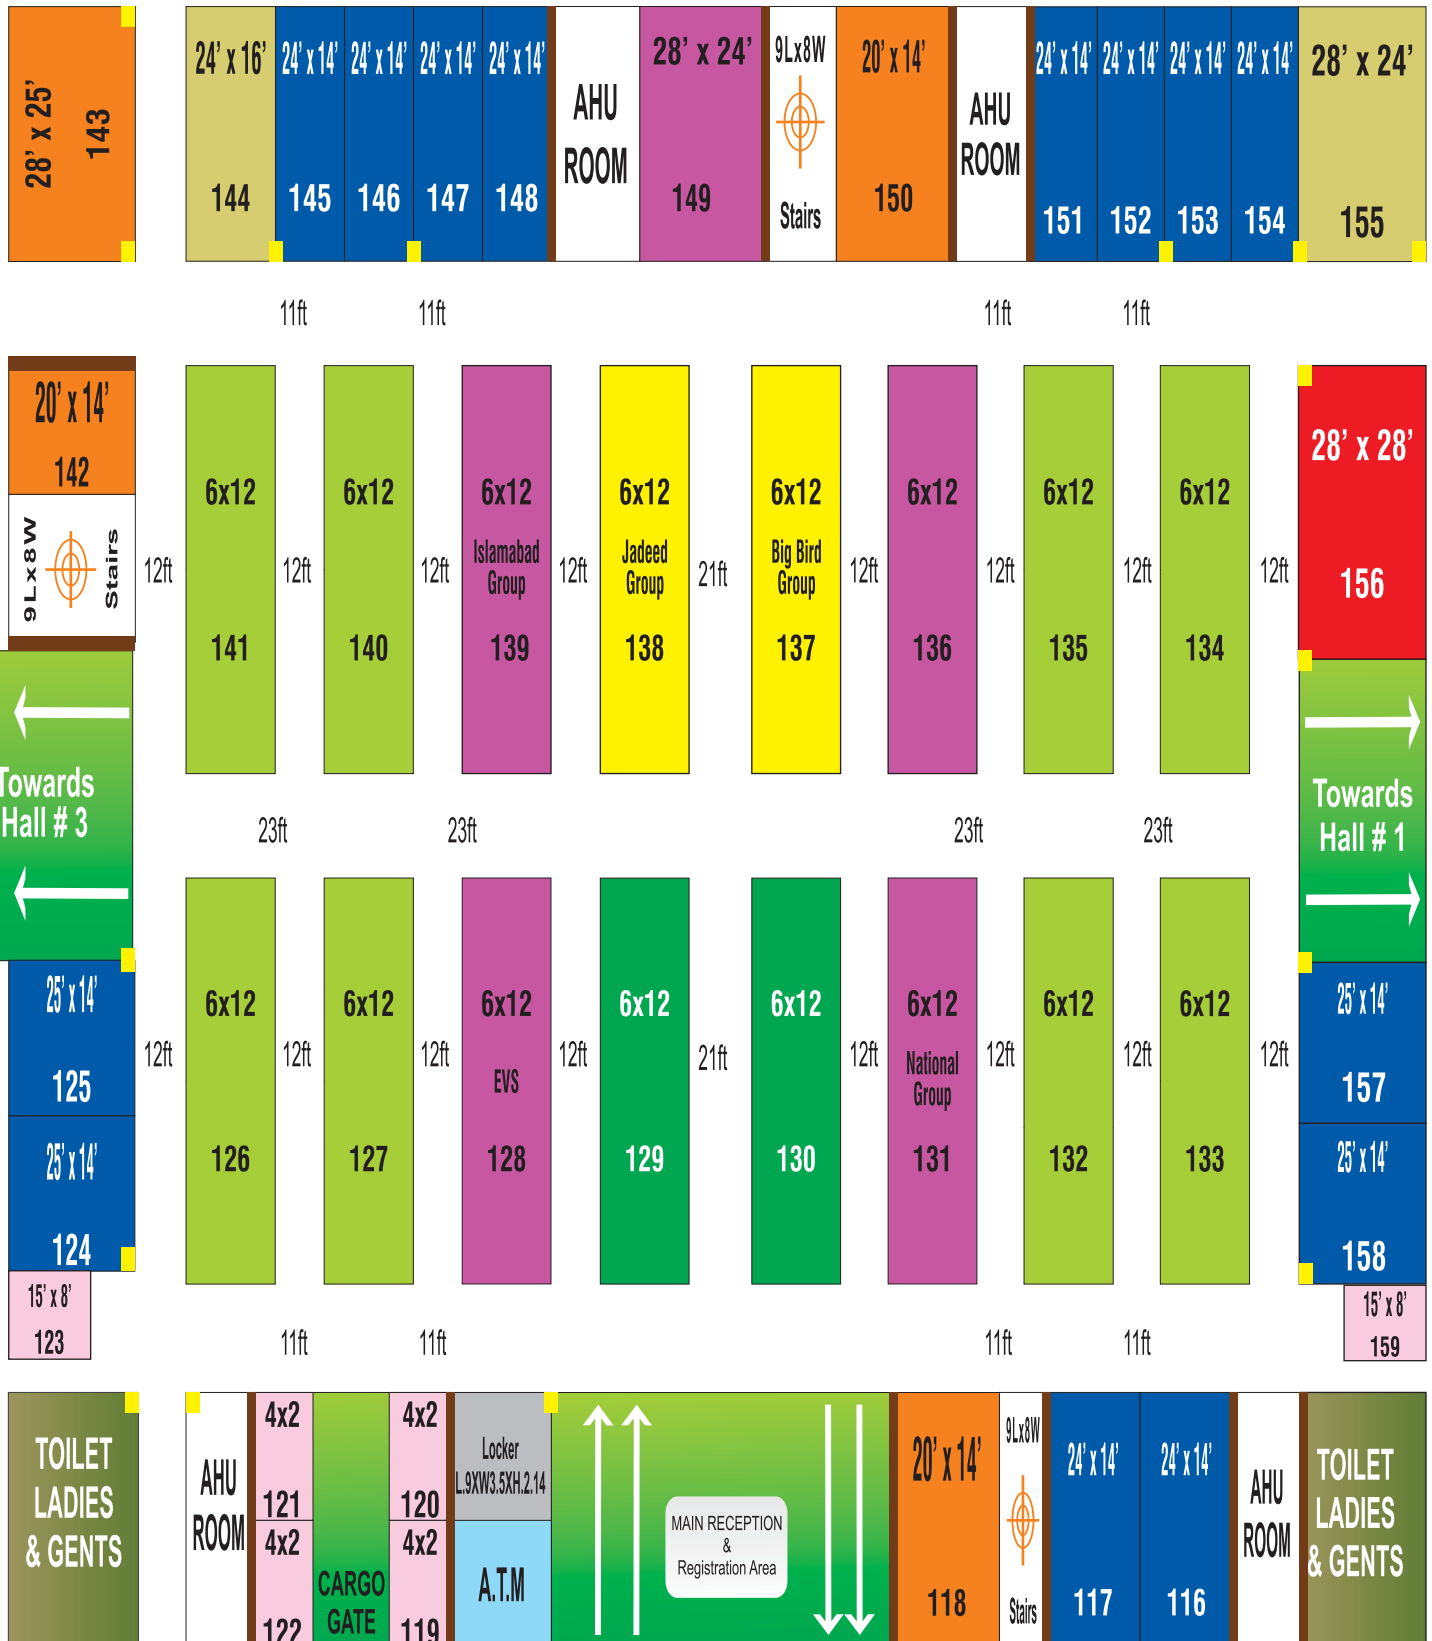 28’ x 25’
143
24’ x 16’
144
24’ x 14’
145
24’ x 14’
146
24’ x 14’
147
24’ x 14’
148
AHU
ROOM
28’ x 24’
149
9Lx8W
Stairs
20’ x 14’
150
AHU
ROOM
24’ x 14’
151
24’ x 14’
152
24’ x 14’
153
24’ x 14’
154
28’ x 24’
155
11ft
11ft
11ft
11ft
20’ x 14’
142
9Lx8W
Stairs
12ft
6x12
141
12ft
6x12
140
12ft
6x12
Islamabad
Group
139
12ft
6x12
Jadeed
Group
138
21ft
6x12
Big Bird
Group
137
12ft
6x12
136
12ft
6x12
135
12ft
6x12
134
12ft
28’ x 28’
156
Towards
Hall # 3
23ft
23ft
23ft
23ft
Towards
Hall # 1
25’ x 14’
125
25’ x 14’
124
15’ x 8’
123
12ft
6x12
126
12ft
6x12
127
12ft
6x12
EVS
128
12ft
6x12
129
21ft
6x12
130
12ft
6x12
National
Group
131
12ft
6x12
132
12ft
6x12
133
12ft
25’ x 14’
157
25’ x 14’
158
15’ x 8’
159
11ft
11ft
11ft
11ft
TOILET
LADIES
& GENTS
AHU
ROOM
4x2
121
4x2
122
CARGO
GATE
4x2
120
4x2
119
Locker
L.9XW3.5XH.2.14
A.T.M
MAIN RECEPTION
&
Registration Area
20’ x 14’
118
9Lx8W
Stairs
24’ x 14’
117
24’ x 14’
116
AHU
ROOM
TOILET
LADIES
& GENTS